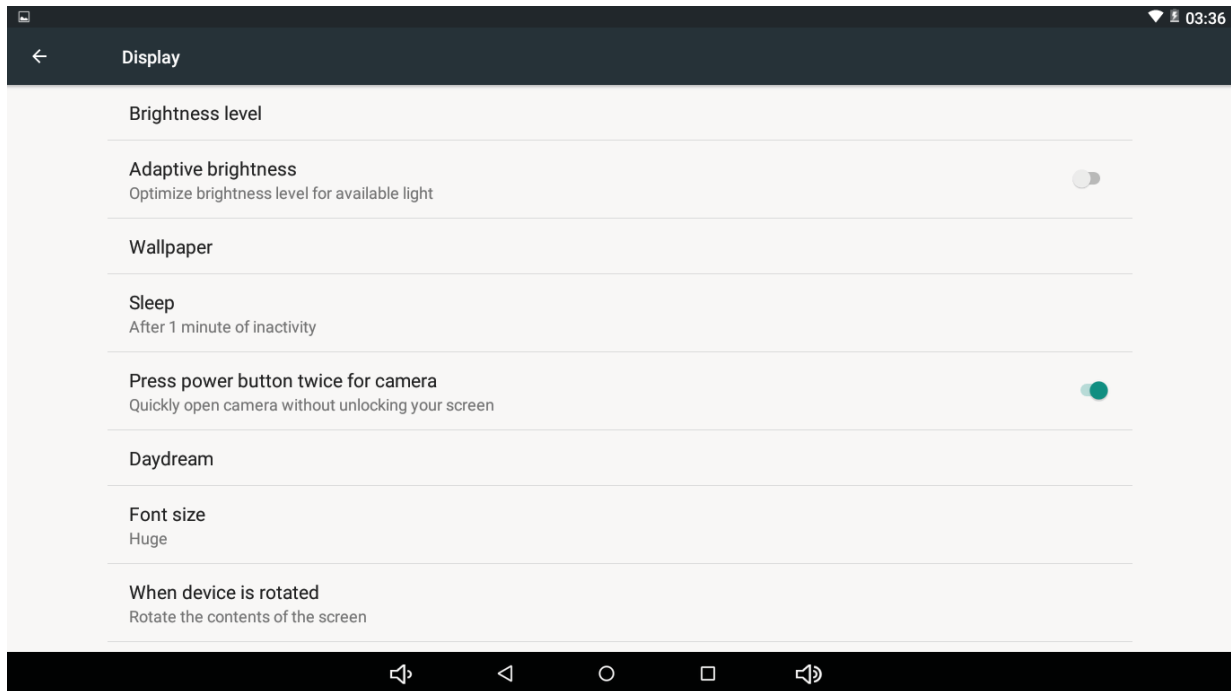 03:36
Display
Brightness level
Adaptive brightness
Optimize brightness level for available light
Wallpaper
Sleep
After 1 minute of inactivity
Press power button twice for camera
Quickly open camera without unlocking your screen
Daydream
Font size
Huge
When device is rotated
Rotate the contents of the screen